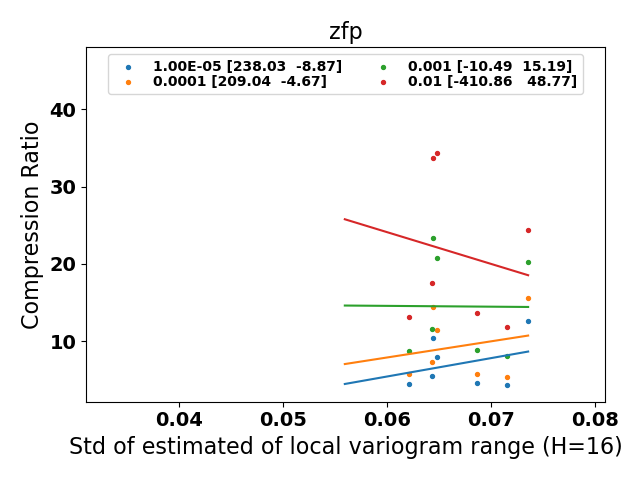 zfp
1.00E-05 [238.03  -8.87]
0.0001 [209.04  -4.67]
0.001 [-10.49  15.19]
0.01 [-410.86   48.77]
Compression Ratio
40
30
20
10
0.04 0.05 0.06 0.07 0.08
Std of estimated of local variogram range (H=16)